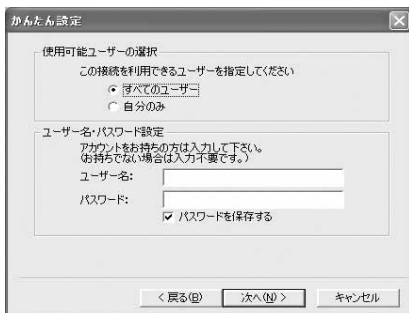 かんたん設定
使用可能ユーザーの選択
この接続を利用できるユーザーを指定してください
すべてのユーザー
自分のみ
ユーザー名・パスワード設定
アカウントをお持ちの方は入力して下さい。
(お持ちでない場合は入力不要です。)
ユーザー名:
パスワード:
パスワードを保存する
< 戻る(B) 次へ(N) > キャンセル